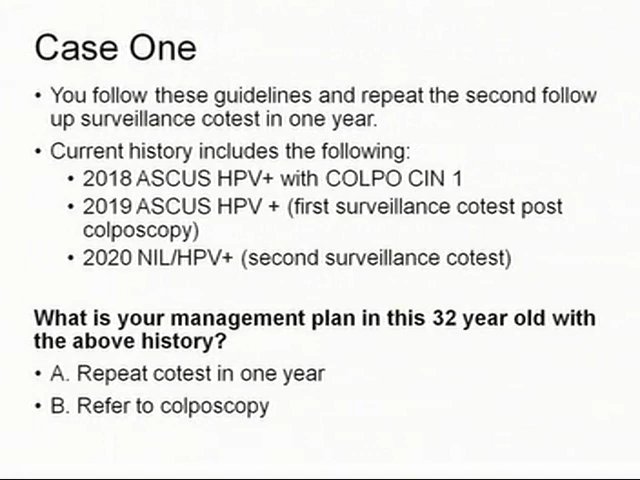 Case One
• You follow these guidelines and repeat the second follow
up surveillance cotest in one year.
• Current history includes the following:
• 2018 ASCUS HPV+ with COLPO CIN 1
• 2019 ASCUS HPV + (first surveillance cotest post
colposcopy)
• 2020 NIL/HPV+ (second surveillance cotest)
What is your management plan in this 32 year old with
the above history?
• A. Repeat cotest in one year
• B. Refer to colposcopy